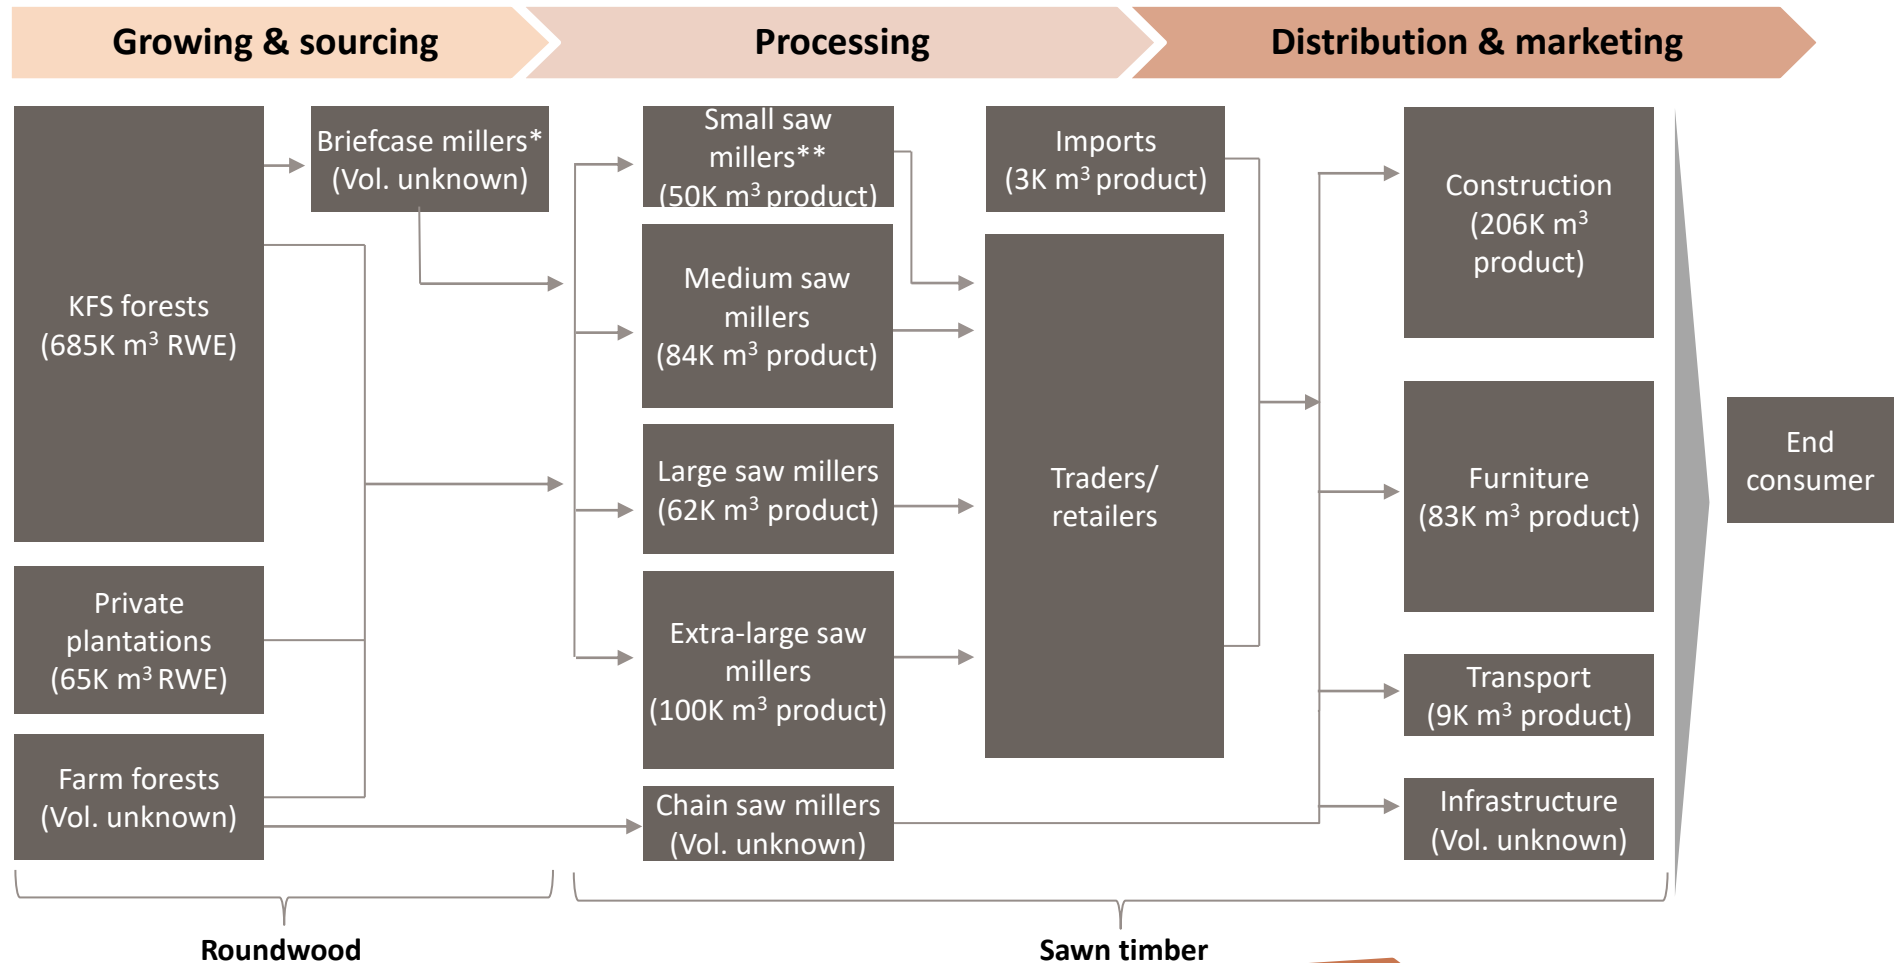 Growing & sourcing
Processing
Distribution & marketing
KFS forests
(685K m³ RWE)
Private
plantations
(65K m³ RWE)
Farm forests
(Vol. unknown)
Briefcase millers*
(Vol. unknown)
Small saw
millers**
(50K m³ product)
Medium saw
millers
(84K m³ product)
Large saw millers
(62K m³ product)
Extra-large saw
millers
(100K m³ product)
Chain saw millers
(Vol. unknown)
Imports
(3K m³ product)
Traders/
retailers
Construction
(206K m³
product)
Furniture
(83K m³ product)
Transport
(9K m³ product)
Infrastructure
(Vol. unknown)
End
consumer
Roundwood
Sawn timber